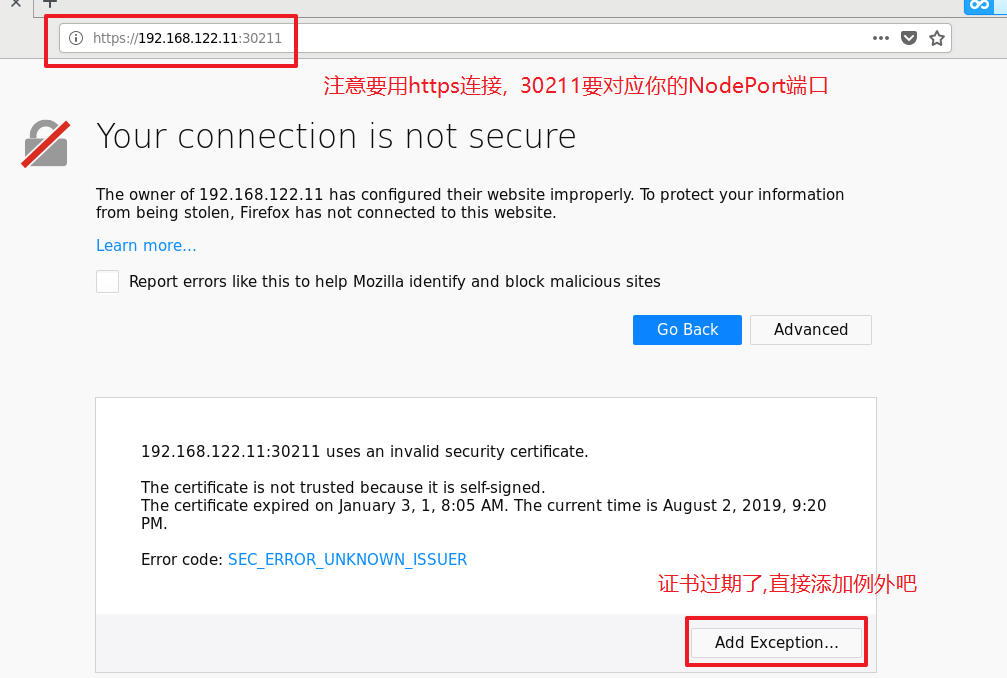 https://192.168.122.11:30211
注意要用https连接, 30211要对应你的NodePort端口
Your connection is not secure
The owner of 192.168.122.11 has configured their website improperly. To protect your information
from being stolen, Firefox has not connected to this website.
Learn more…
Report errors like this to help Mozilla identify and block malicious sites
Go Back
Advanced
192.168.122.11:30211 uses an invalid security certificate.
The certificate is not trusted because it is self-signed.
The certificate expired on January 3, 1, 8:05 AM. The current time is August 2, 2019, 9:20
PM.
Error code: SEC_ERROR_UNKNOWN_ISSUER
证书过期了,直接添加例外吧
Add Exception…